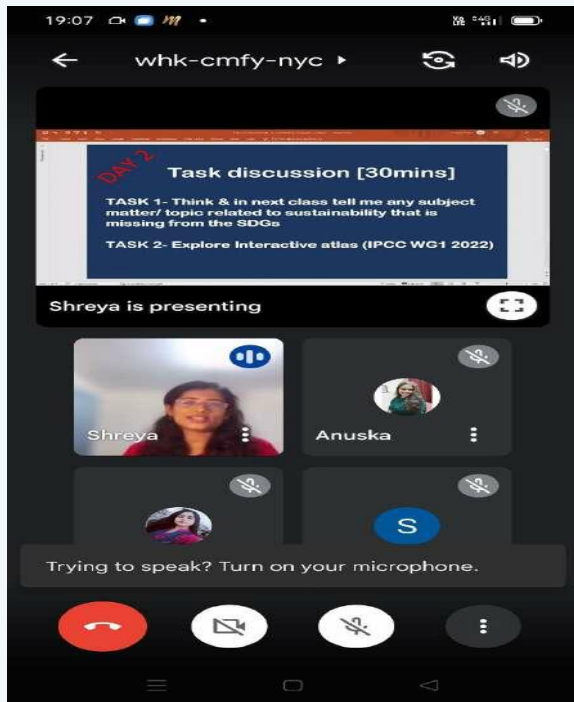 19:07
whk-cmfy-nyc
DAY 2
Task discussion [30mins]
TASK 1- Think & in next class tell me any subject
matter/ topic related to sustainability that is
missing from the SDGs
TASK 2- Explore Interactive atlas (IPCC WG1 2022)
Shreya is presenting
Shreya
Anuska
S
Trying to speak? Turn on your microphone.